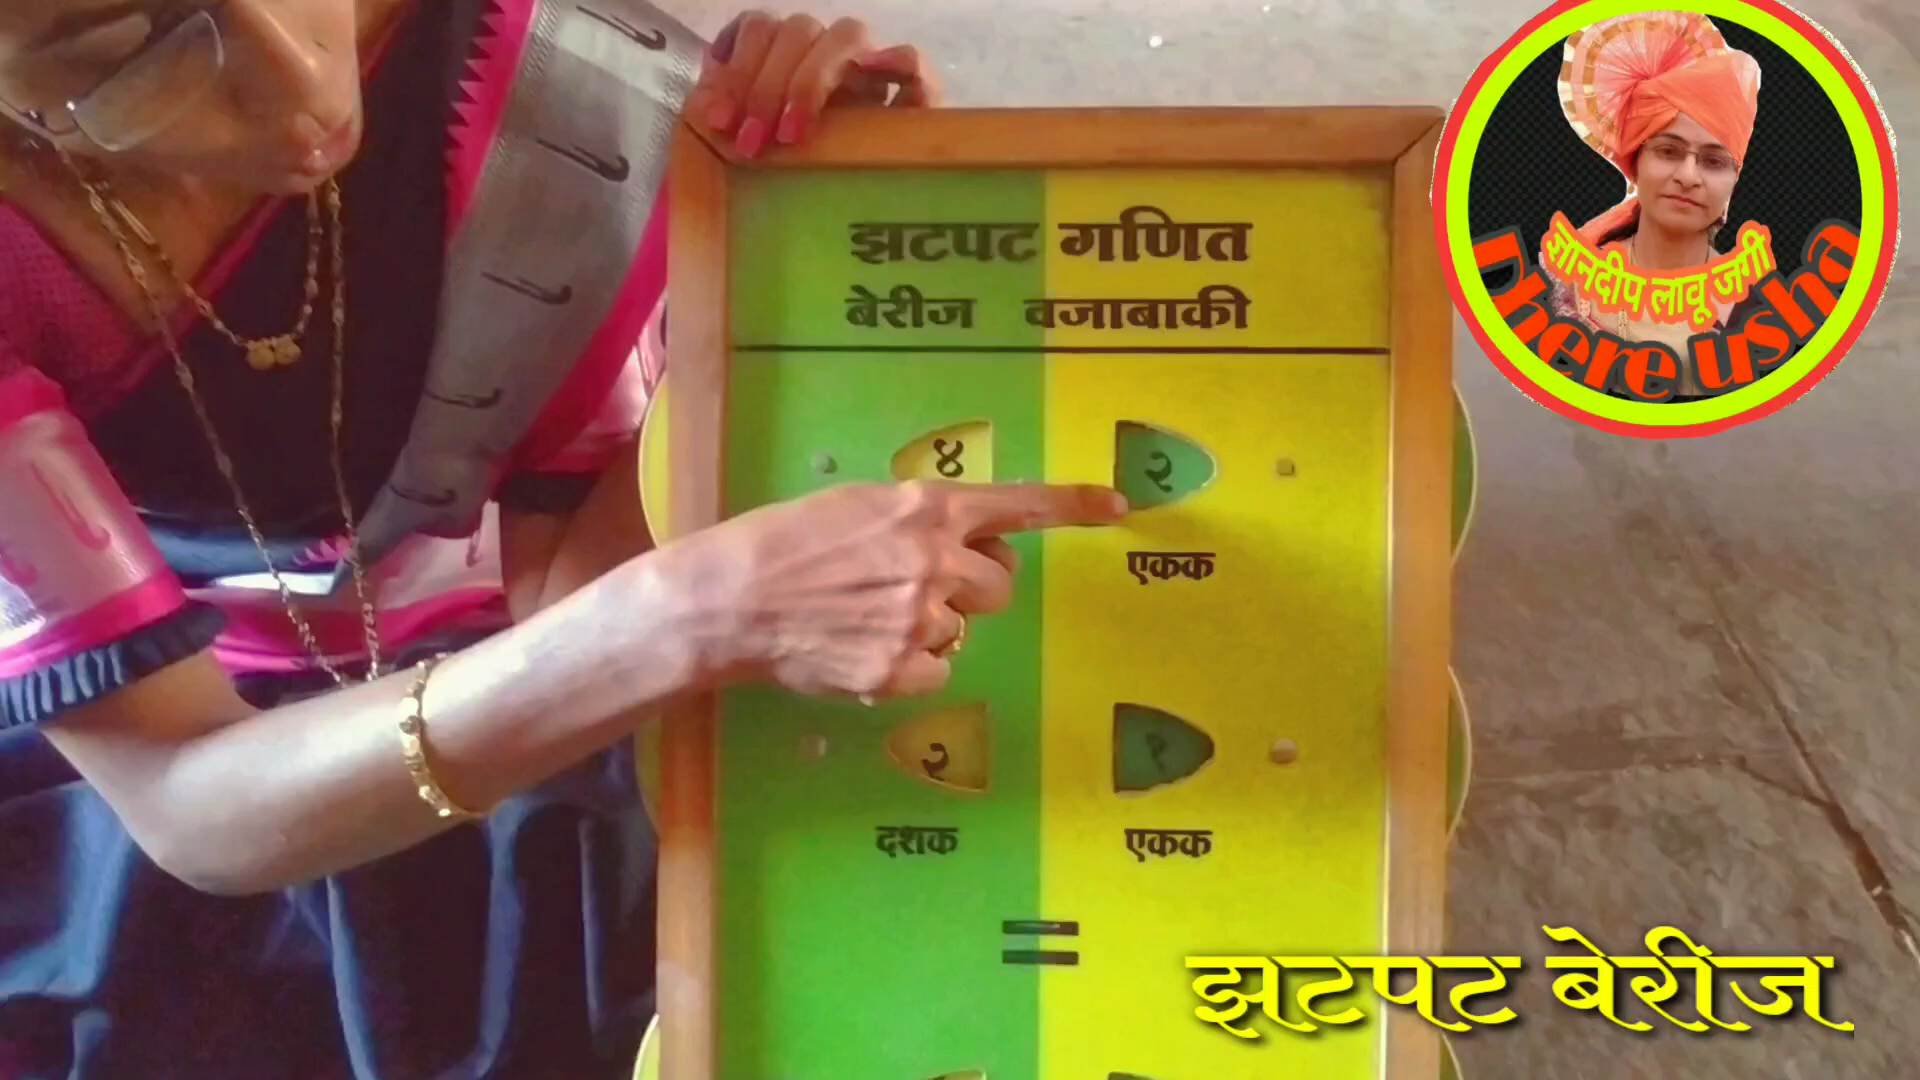 झटपट गणित
बेरीज वजाबाकी
४ २
एकक
२ १
दशक एकक
=
ज्ञानदीप लावू जगी
Dhere usha
झटपट बेरीज